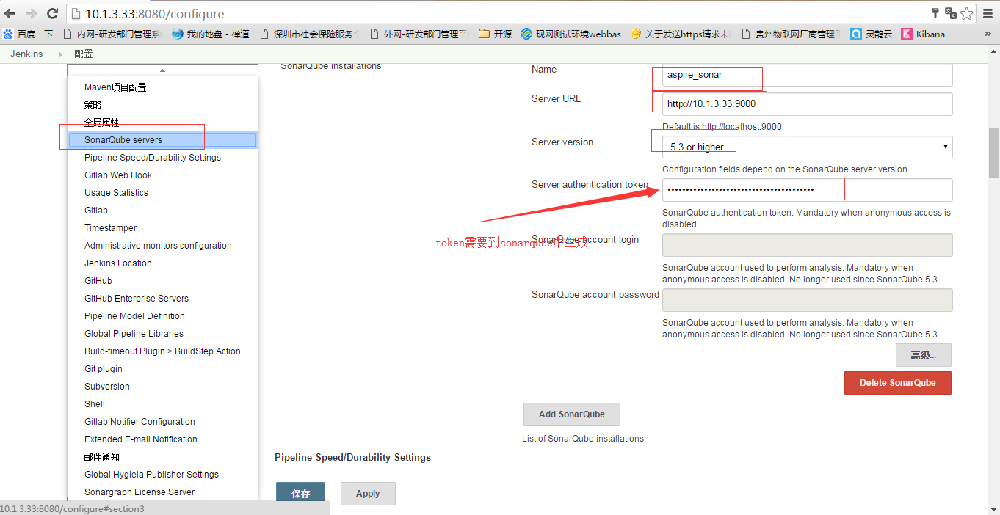 10.1.3.33:8080/configure
百度一下 内网-研发部门管理系 我的地盘 - 禅道 深圳市社会保险服务 外网-研发部门管理平 开源 现网测试环境webbas 关于发送https请求未 贵州物联网厂商管理平 灵鹊云 Kibana »
Jenkins 配置
SonarQube installations
Name aspire_sonar
Server URL http://10.1.3.33:9000
Default is http://localhost:9000
Server version 5.3 or higher
Configuration fields depend on the SonarQube server version.
Server authentication token ••••••••••••••••••••••••••••••••••••••••
SonarQube authentication token. Mandatory when anonymous access is
disabled.
token需要到sonarqube中生成
SonarQube account login
SonarQube account used to perform analysis. Mandatory when
anonymous access is disabled. No longer used since SonarQube 5.3.
SonarQube account password
SonarQube account used to perform analysis. Mandatory when
anonymous access is disabled. No longer used since SonarQube 5.3.
高级...
Delete SonarQube
Add SonarQube
List of SonarQube installations
Pipeline Speed/Durability Settings
保存 Apply
Maven项目配置
策略
全局属性
SonarQube servers
Pipeline Speed/Durability Settings
Gitlab Web Hook
Usage Statistics
Gitlab
Timestamper
Administrative monitors configuration
Jenkins Location
GitHub
GitHub Enterprise Servers
Pipeline Model Definition
Global Pipeline Libraries
Build-timeout Plugin > BuildStep Action
Git plugin
Subversion
Shell
Gitlab Notifier Configuration
Extended E-mail Notification
邮件通知
Global Hygieia Publisher Settings
Sonargraph License Server
10.1.3.33:8080/configure#section3